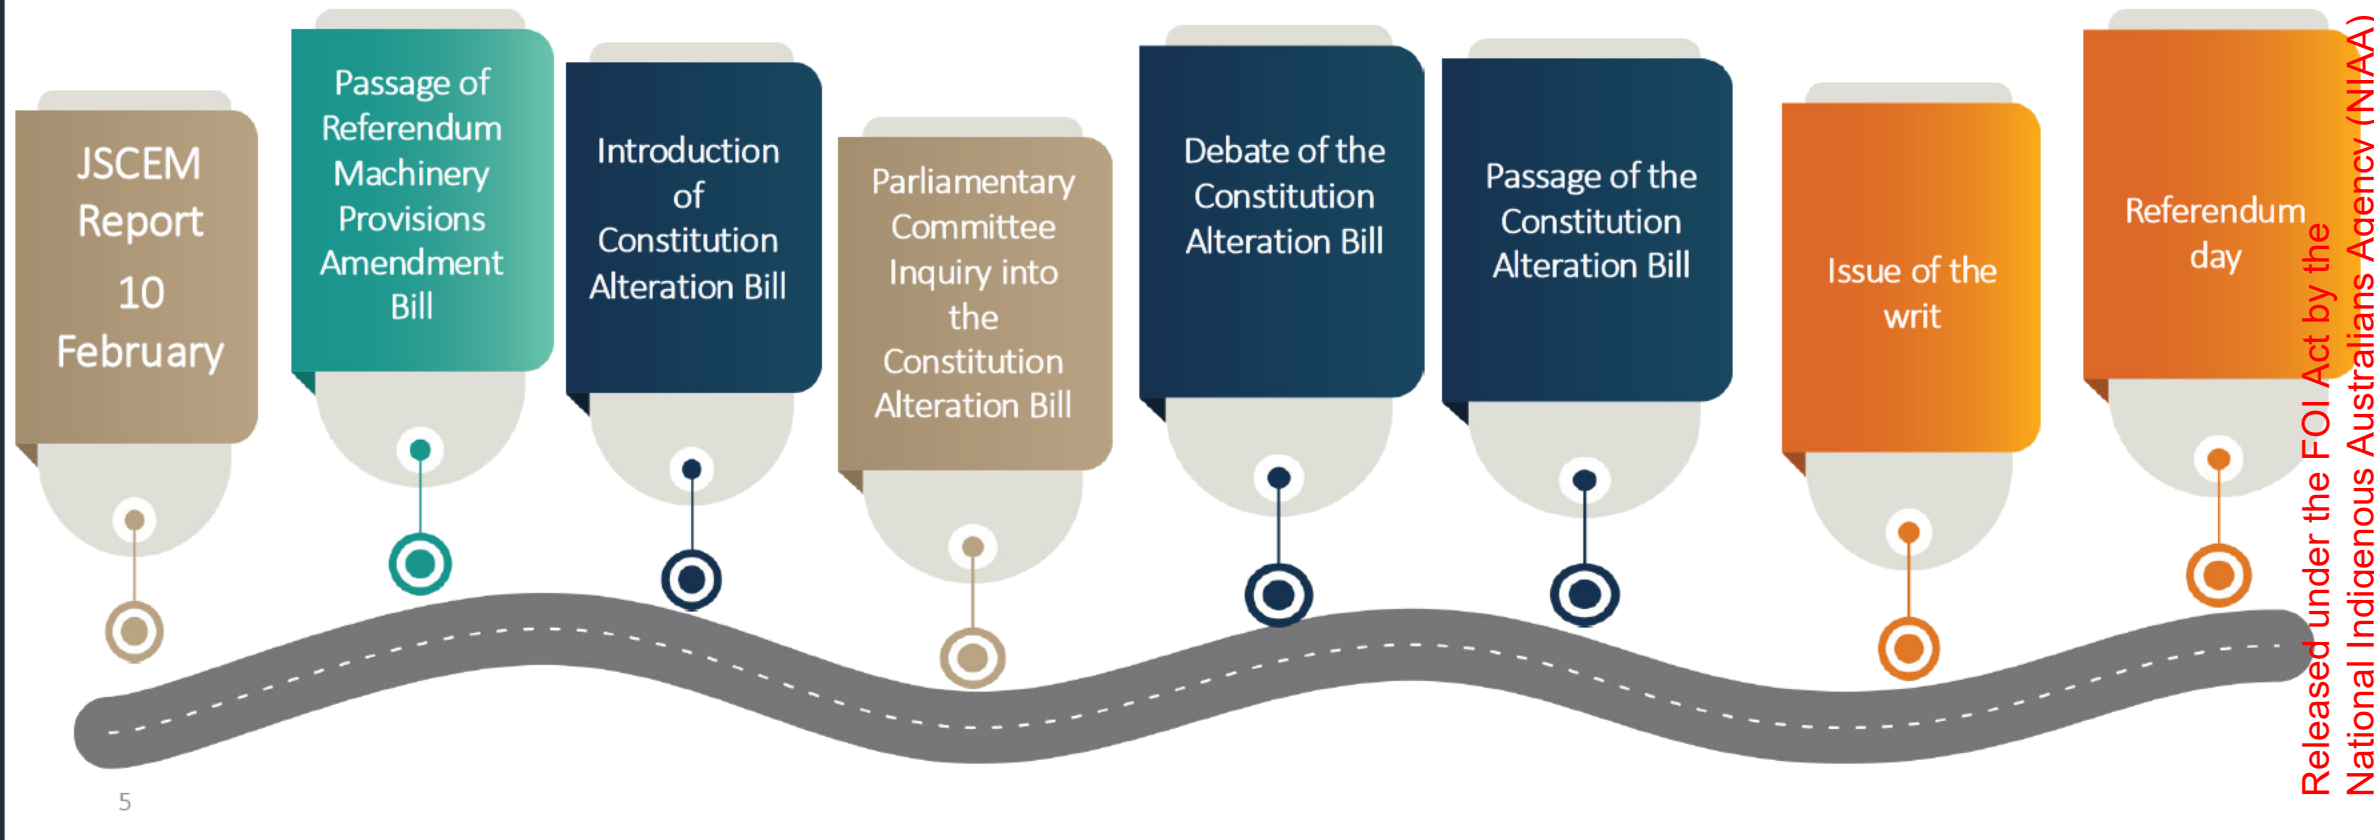 JSCEM
Report
10
February
Passage of
Referendum
Machinery
Provisions
Amendment
Bill
Introduction
of
Constitution
Alteration Bill
Parliamentary
Committee
Inquiry into
the
Constitution
Alteration Bill
Debate of the
Constitution
Alteration Bill
Passage of the
Constitution
Alteration Bill
Issue of the
writ
Referendum
day
Released under the FOI Act by the
National Indigenous Australians Agency (NIAA)
5